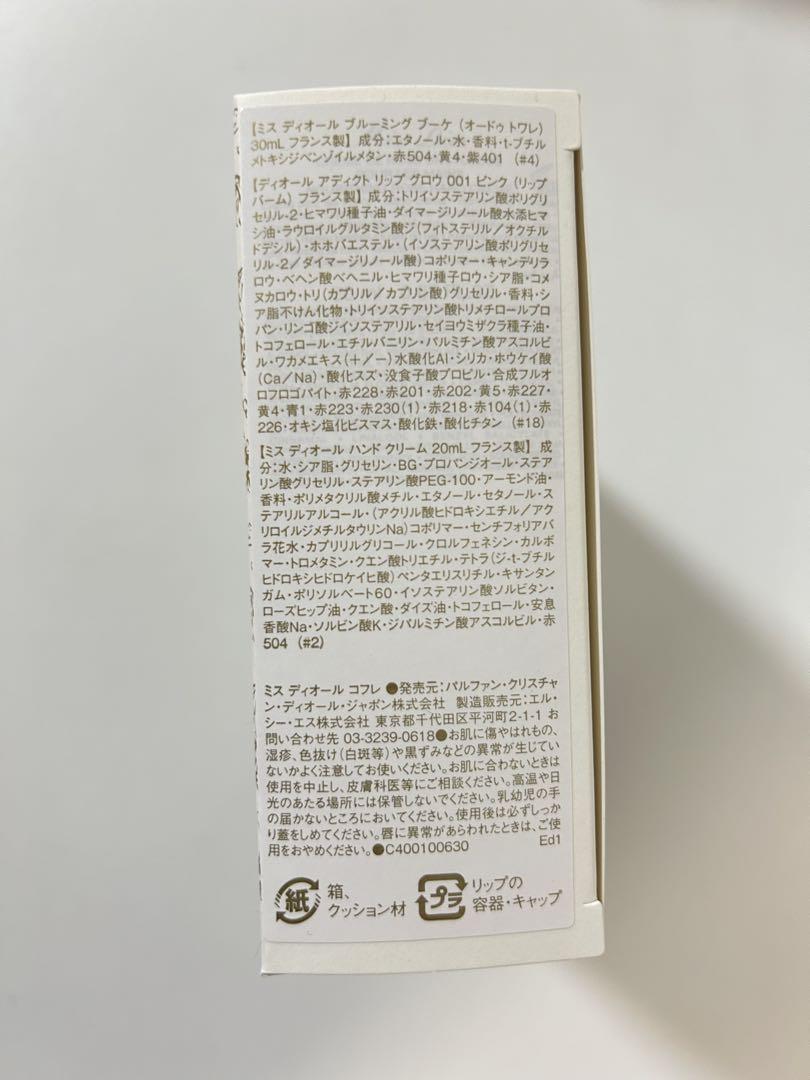 【ミス ディオール ブルーミング ブーケ (オードゥ トワレ)
30mL フランス製】 成分:エタノール・水・香料・t-ブチル
メトキシジベンゾイルメタン・赤504・黄4・紫401 (#4)
【ディオール アディクト リップ グロウ 001 ピンク (リップ
バーム) フランス製】 成分:トリイソステアリン酸ポリグリ
セリル-2・ヒマワリ種子油・ダイマージリノール酸水添ヒマ
シ油・ラウロイルグルタミン酸ジ(フィトステリル/オクチル
ドデシル)・ホホバエステル・(イソステアリン酸ポリグリセ
リル-2/ダイマージリノール酸)コポリマー・キャンデリラ
ロウ・ベヘン酸ベヘニル・ヒマワリ種子ロウ・シア脂・コメ
ヌカロウ・トリ(カプリル/カプリン酸)グリセリル・香料・シ
ア脂不けん化物・トリイソステアリン酸トリメチロールプロ
パン・リンゴ酸ジイソステアリル・セイヨウミザクラ種子油・
トコフェロール・エチルバニリン・パルミチン酸アスコルビ
ル・ワカメエキス(+/-)水酸化Al・シリカ・ホウケイ酸
(Ca/Na)・酸化スズ・没食子酸プロピル・合成フルオ
ロフロゴパイト・赤228・赤201・赤202・黄5・赤227・
黄4・青1・赤223・赤230(1)・赤218・赤104(1)・赤
226・オキシ塩化ビスマス・酸化鉄・酸化チタン (#18)
【ミス ディオール ハンド クリーム 20mL フランス製】 成
分:水・シア脂・グリセリン・BG・プロパンジオール・ステア
リン酸グリセリル・ステアリン酸PEG-100・アーモンド油・
香料・ポリメタクリル酸メチル・エタノール・セタノール・ス
テアリルアルコール・(アクリル酸ヒドロキシエチル/アク
リロイルジメチルタウリンNa)コポリマー・センチフォリアバ
ラ花水・カプリリルグリコール・クロルフェネシン・カルボ
マー・トロメタミン・クエン酸トリエチル・テトラ(ジ-t-ブチル
ヒドロキシヒドロケイヒ酸)ペンタエリスリチル・キサンタン
ガム・ポリソルベート60・イソステアリン酸ソルビタン・
ローズヒップ油・クエン酸・ダイズ油・トコフェロール・安息
香酸Na・ソルビン酸K・ジパルミチン酸アスコルビル・赤
504 (#2)
ミス ディオール コフレ ●発売元:パルファン・クリスチャ
ン・ディオール・ジャポン株式会社 製造販売元:エル・
シー・エス株式会社 東京都千代田区平河町2-1-1 お
問い合わせ先 03-3239-0618●お肌に傷やはれもの、
湿疹、色抜け(白斑等)や黒ずみなどの異常が生じてい
ないかよく注意してお使いください。お肌に合わないときは
使用を中止し、皮膚科医等にご相談ください。高温や日
光のあたる場所には保管しないでください。乳幼児の手
の届かないところにおいてください。使用後は必ずしっか
り蓋をしめてください。唇に異常があらわれたときは、ご使
用をおやめください。●C400100630 Ed1
紙 箱、
クッション材
プラ リップの
容器・キャップ